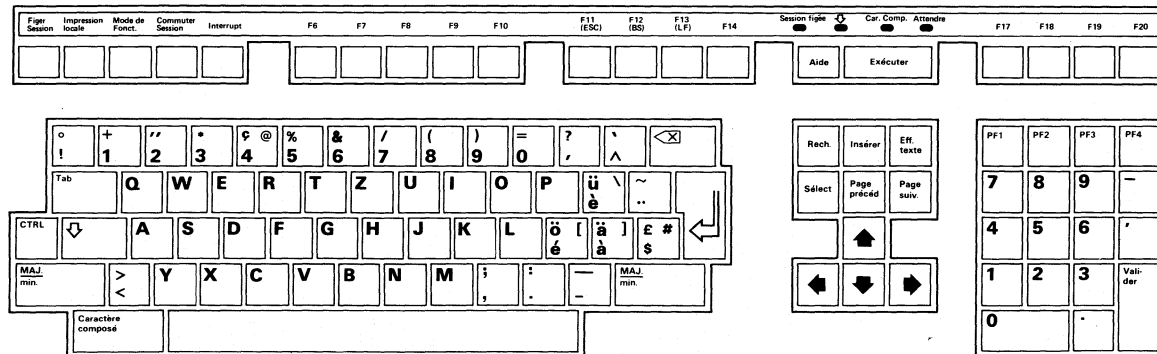 Figer Session Impression locale Mode de Fonct. Commuter Session Interrupt F6 F7 F8 F9 F10 F11 (ESC) F12 (BS) F13 (LF) F14 Session figée Car. Comp. Attendre F17 F18 F19 F20
Aide Exécuter
° ! + 1 " 2 * 3 ç @ 4 % 5 & 6 / 7 ( 8 ) 9 = 0 ? ' ` ^
Rech. Insérer Eff. texte PF1 PF2 PF3 PF4
Tab Q W E R T Z U I O P ü \ è ~ ¨
Sélect Page précéd Page suiv. 7 8 9 –
CTRL A S D F G H J K L ö [ é ä ] à £ # $
4 5 6 ,
MAJ. min. > < Y X C V B N M ; , : . — - MAJ. min.
1 2 3 Vali- der
Caractère composé
0 .